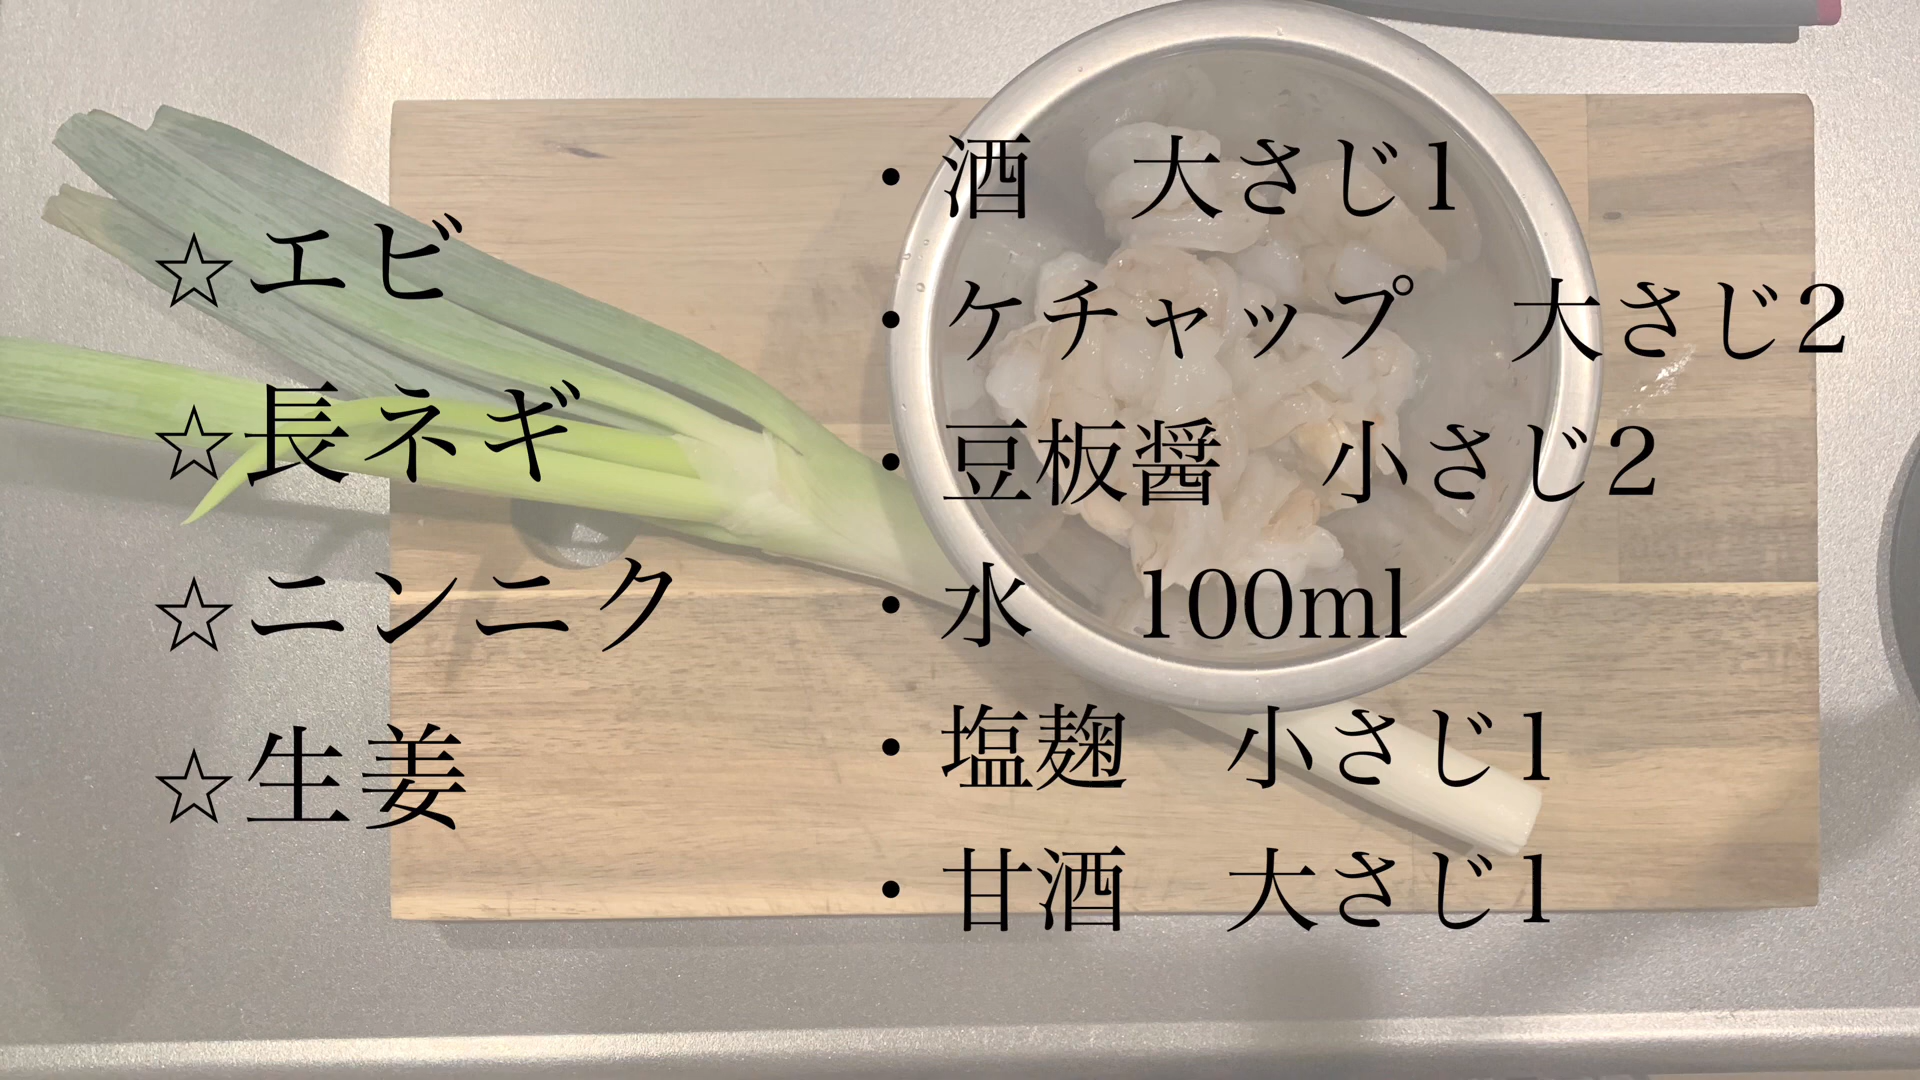 ☆エビ
☆長ネギ
☆ニンニク
☆生姜
・酒　大さじ1
・ケチャップ　大さじ2
・豆板醤　小さじ2
・水　100ml
・塩麹　小さじ1
・甘酒　大さじ1